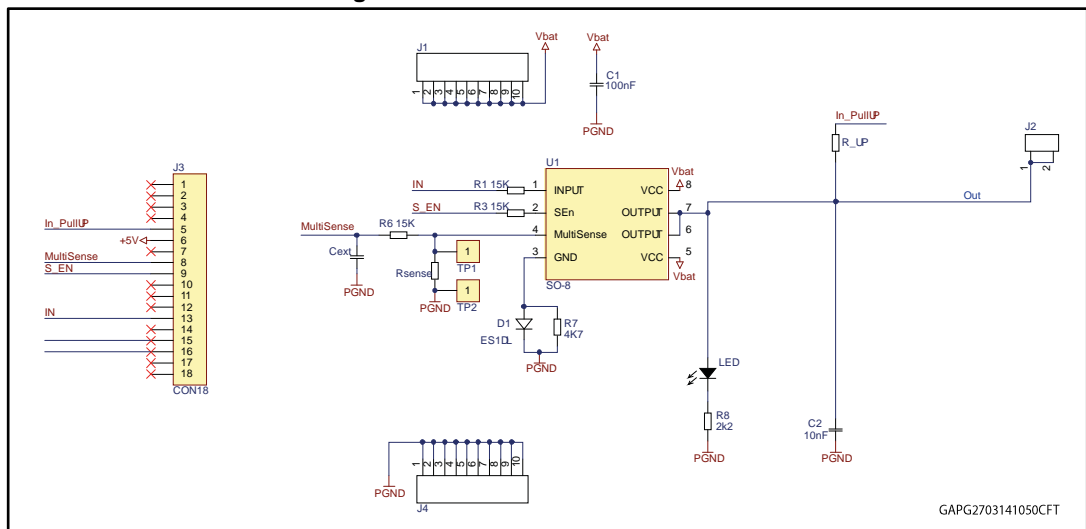 Vbat
Vbat
J1
1 2 3 4 5 6 7 8 9 10
C1
100nF
PGND
In_PullUP
R_UP
J2
1 2
Out
J3
1
2
3
4
In_PullUP 5
+5V 6
7
MultiSense 8
S_EN 9
10
11
12
IN 13
14
15
16
17
18
CON18
U1
IN R1 15K 1 INPUT VCC 8 Vbat
S_EN R3 15K 2 SEn OUTPUT 7
MultiSense R6 15K 4 MultiSense OUTPUT 6
3 GND VCC 5 Vbat
SO-8
Cext
PGND
Rsense
PGND
1
TP1
1
TP2
D1
ES1DL
R7
4K7
PGND
LED
R8
2k2
PGND
C2
10nF
PGND
1 2 3 4 5 6 7 8 9 10
PGND
J4
GAPG2703141050CFT